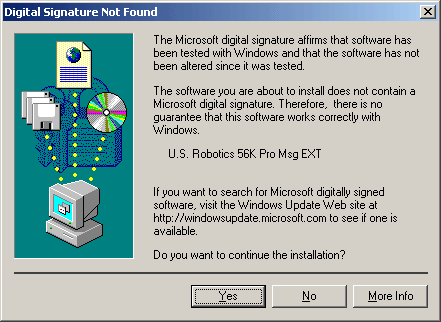 Digital Signature Not Found
The Microsoft digital signature affirms that software has
been tested with Windows and that the software has not
been altered since it was tested.
The software you are about to install does not contain a
Microsoft digital signature. Therefore, there is no
guarantee that this software works correctly with
Windows.
U.S. Robotics 56K Pro Msg EXT
If you want to search for Microsoft digitally signed
software, visit the Windows Update Web site at
http://windowsupdate.microsoft.com to see if one is
available.
Do you want to continue the installation?
Yes No More Info